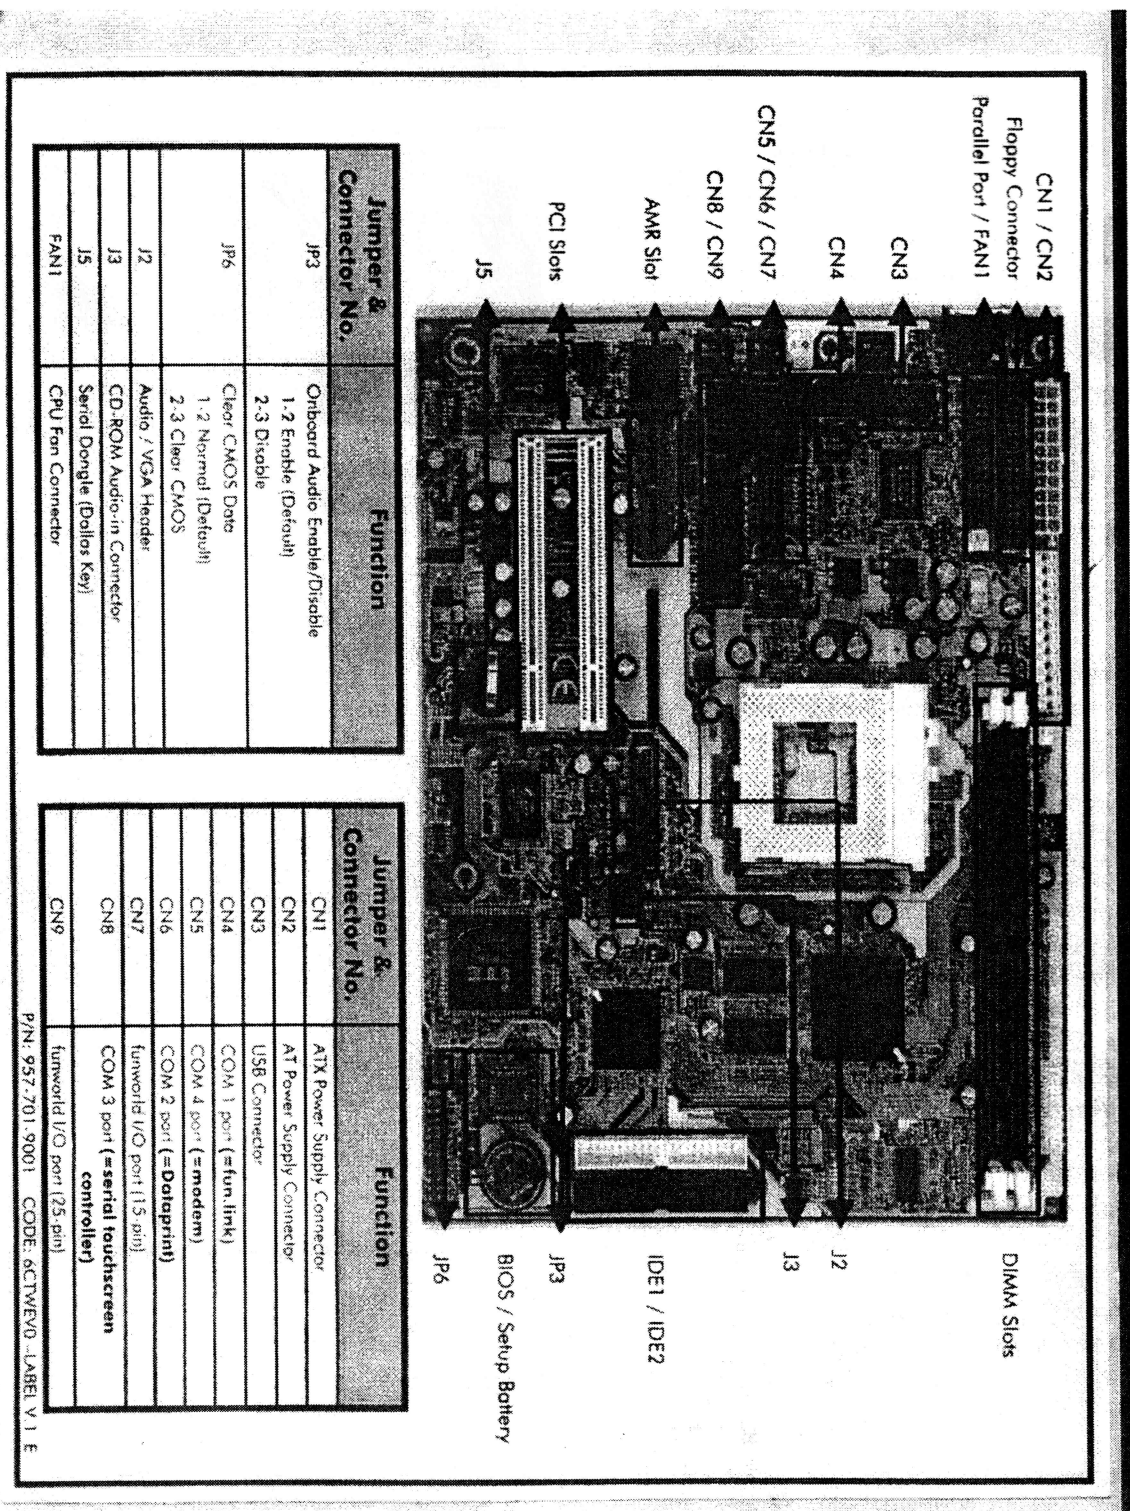 CN1 / CN2
Floppy Connector
Parallel Port / FAN1
CN3
CN4
CN5 / CN6 / CN7
CN8 / CN9
AMR Slot
PCI Slots
J5
DIMM Slots
J2
J3
IDE1 / IDE2
JP3
BIOS / Setup Battery
JP6
Jumper & Connector No.
Function
JP3
Onboard Audio Enable/Disable
1-2 Enable (Default)
2-3 Disable
JP6
Clear CMOS Data
1-2 Normal (Default)
2-3 Clear CMOS
J2
Audio / VGA Header
J3
CD-ROM Audio-in Connector
J5
Serial Dongle (Dallas Key)
FAN1
CPU Fan Connector
Jumper & Connector No.
Function
CN1
ATX Power Supply Connector
CN2
AT Power Supply Connector
CN3
USB Connector
CN4
COM 1 port (=fun.link)
CN5
COM 4 port (=modem)
CN6
COM 2 port (=Dataprint)
CN7
funworld I/O port (15-pin)
CN8
COM 3 port (=serial touchscreen
controller)
CN9
funworld I/O port (25-pin)
P/N: 957-701-9001 CODE: 6CTWEV0 -LABEL V.1 E